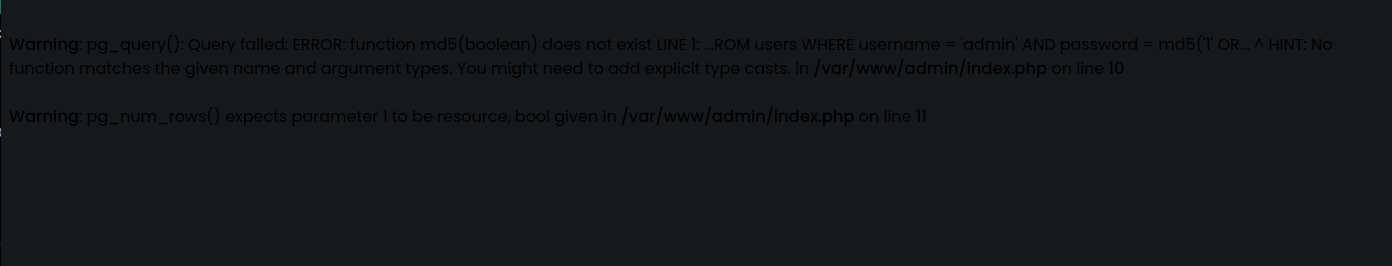 Warning: pg_query(): Query failed: ERROR: function md5(boolean) does not exist LINE 1: ...ROM users WHERE username = 'admin' AND password = md5('1' OR... ^ HINT: No
function matches the given name and argument types. You might need to add explicit type casts. in /var/www/admin/index.php on line 10
Warning: pg_num_rows() expects parameter 1 to be resource, bool given in /var/www/admin/index.php on line 11